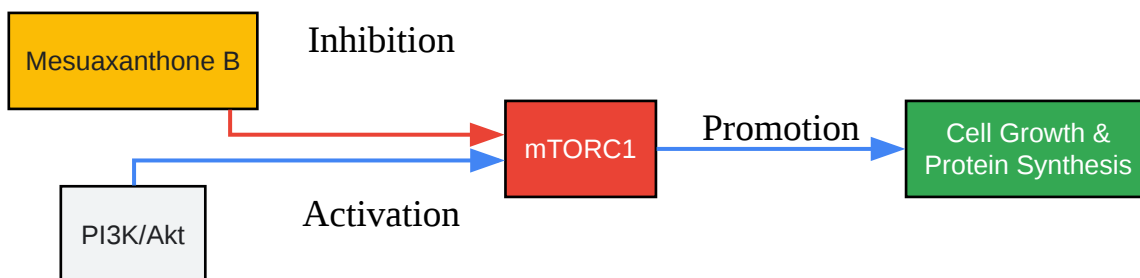 Mesuaxanthone B
Inhibition
mTORC1
Promotion
Cell Growth &
Protein Synthesis
Activation
PI3K/Akt